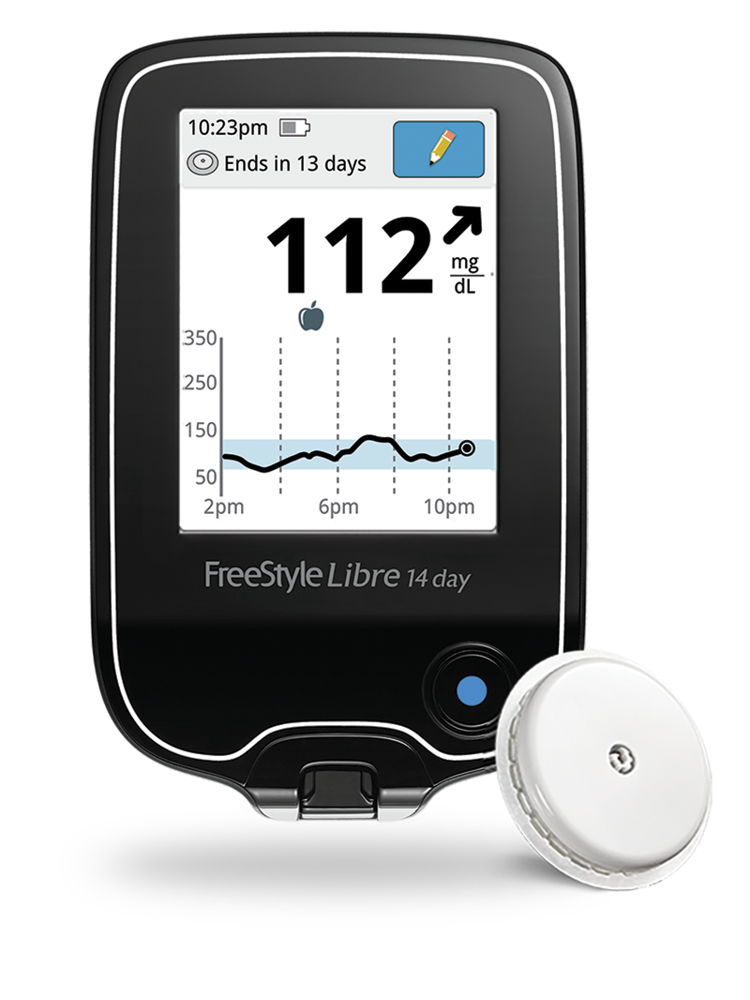 10:23pm
Ends in 13 days
112 mg/dL
350
250
150
50
2pm 6pm 10pm
FreeStyle Libre 14 day